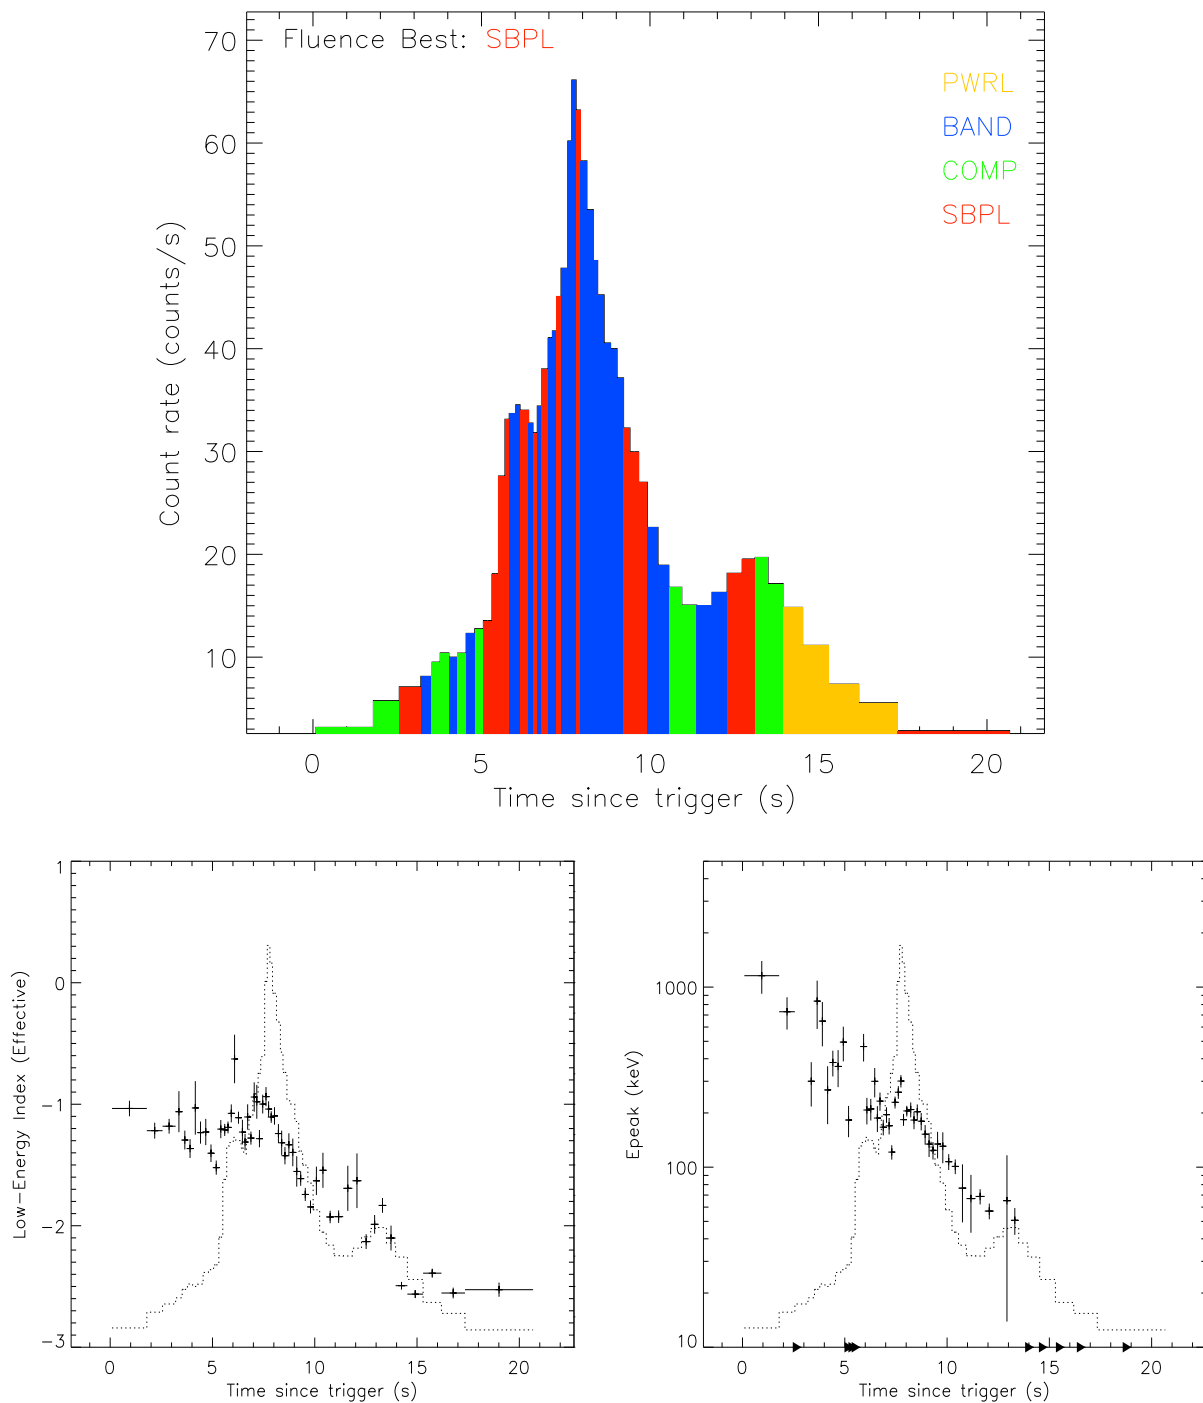 Fluence Best: SBPL
PWRL
BAND
COMP
SBPL
70
60
50
40
30
20
10
Count rate (counts/s)
0 5 10 15 20
Time since trigger (s)
1
0
−1
−2
−3
Low−Energy Index (Effective)
0 5 10 15 20
Time since trigger (s)
1000
100
10
Epeak (keV)
0 5 10 15 20
Time since trigger (s)